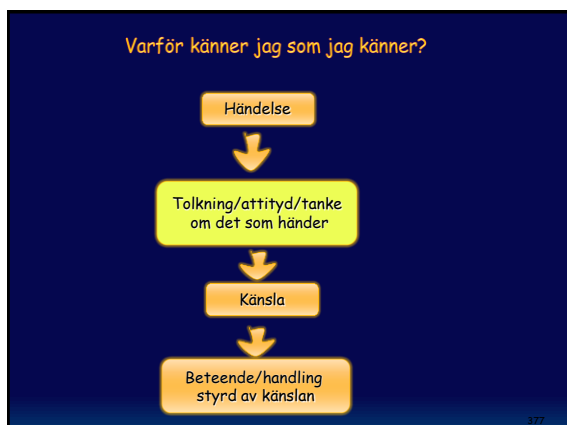 Varför känner jag som jag känner?
Händelse
Tolkning/attityd/tanke
om det som händer
Känsla
Beteende/handling
styrd av känslan
377